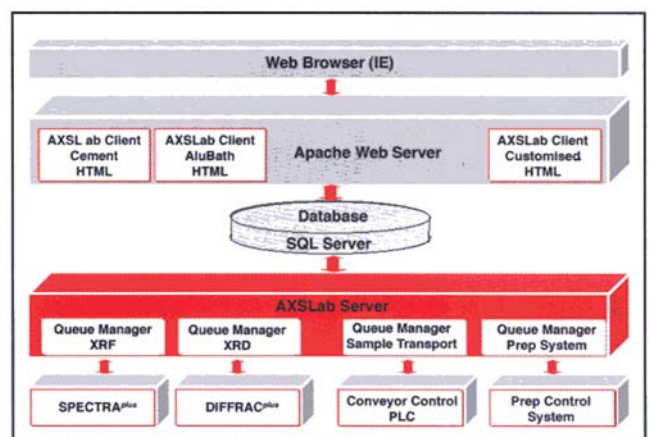 Web Browser (IE)
AXSL ab Client
Cement
HTML
AXSLab Client
AluBath
HTML
Apache Web Server
AXSLab Client
Customised
HTML
Database
SQL Server
AXSLab Server
Queue Manager
XRF
Queue Manager
XRD
Queue Manager
Sample Transport
Queue Manager
Prep System
SPECTRAplus
DIFFRACplus
Conveyor Control
PLC
Prep Control
System